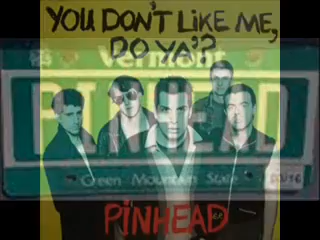 YOU DON'T LIKE ME,
DO YA'?
Vermont
PINHEAD
Green Mountain State
PINHEAD